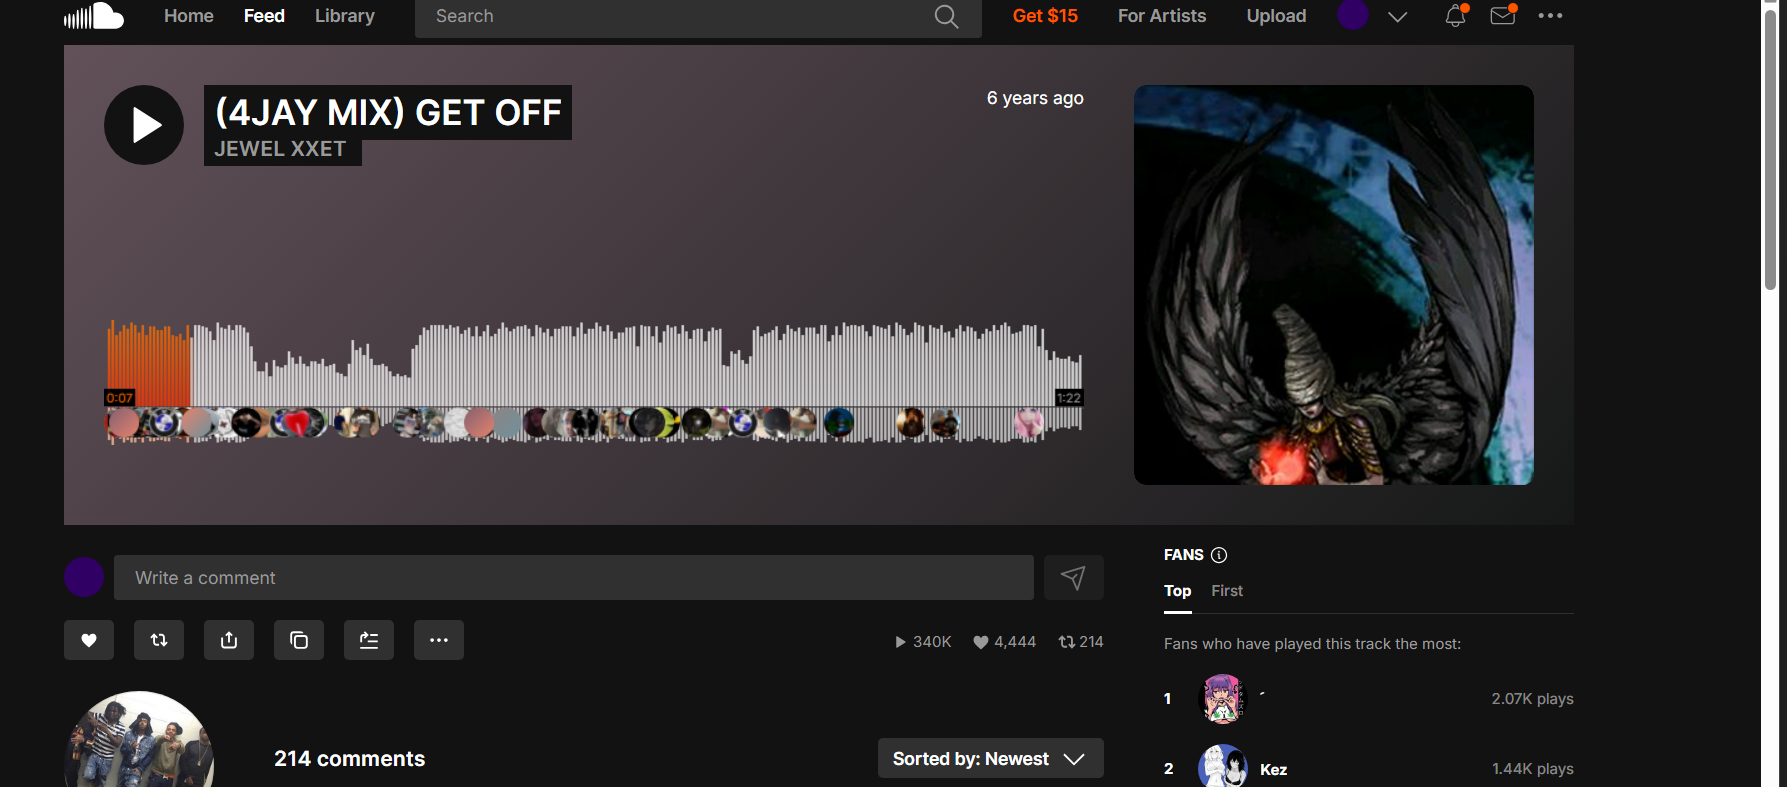 Home Feed Library Search Get $15 For Artists Upload
(4JAY MIX) GET OFF
6 years ago
JEWEL XXET
0:07
1:22
Write a comment
340K 4,444 214
214 comments
Sorted by: Newest
FANS
Top First
Fans who have played this track the most:
1 ´ 2.07K plays
2 Kez 1.44K plays